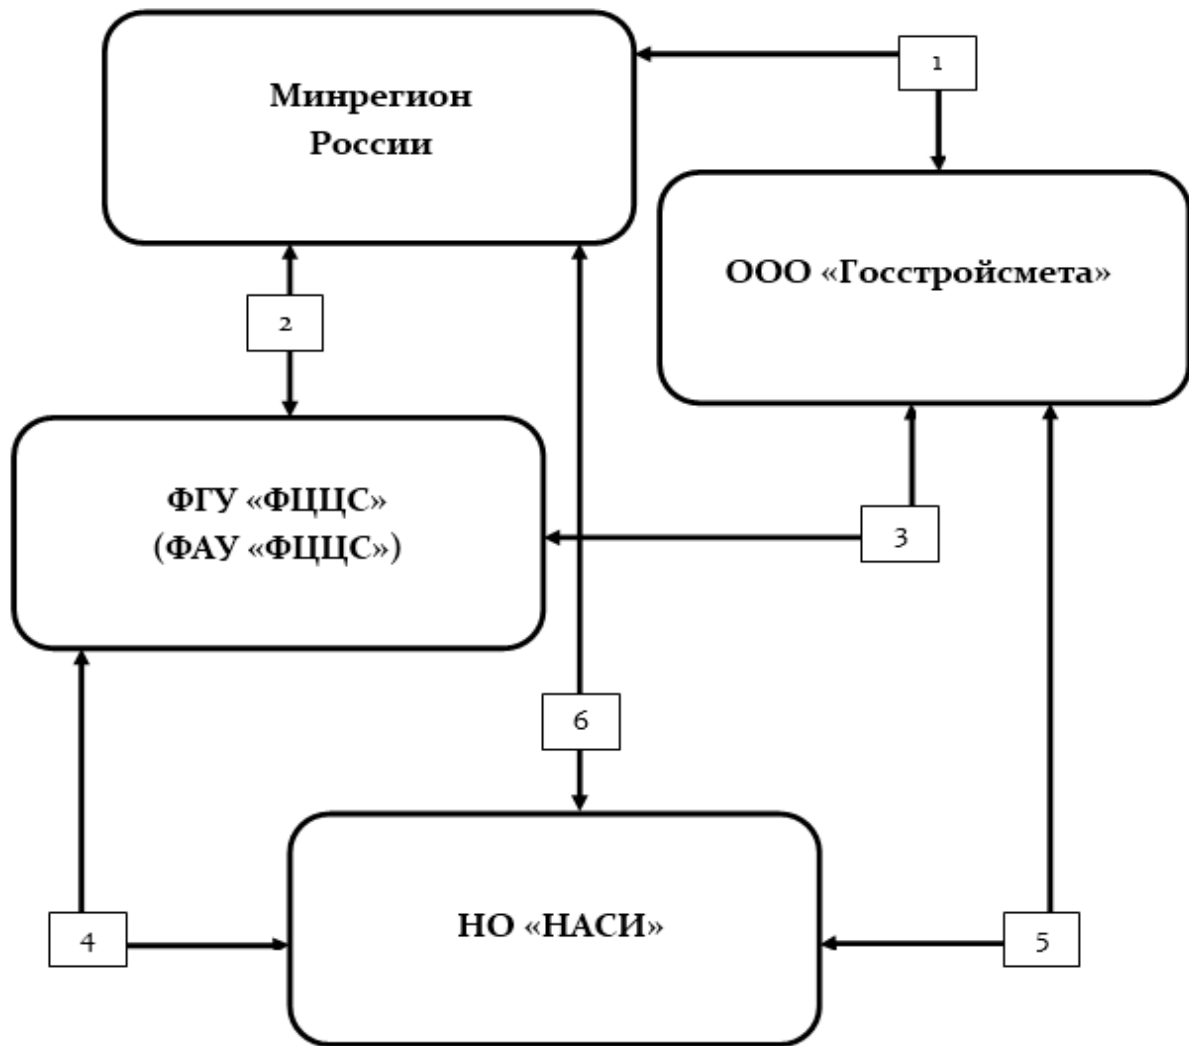 Минрегион
России
1
ООО «Госстройсмета»
2
ФГУ «ФЦЦС»
(ФАУ «ФЦЦС»)
3
6
НО «НАСИ»
4
5